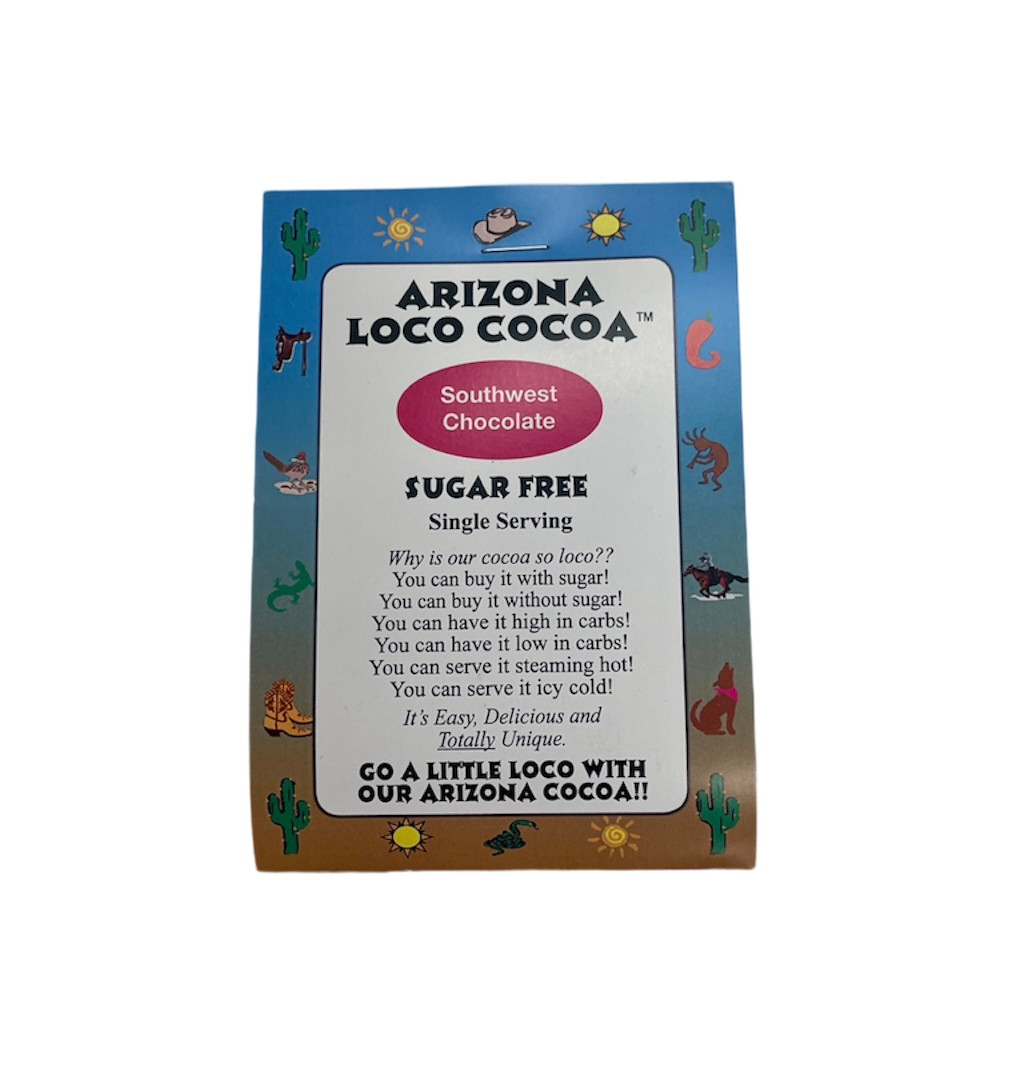 ARIZONA
LOCO COCOA™
Southwest
Chocolate
SUGAR FREE
Single Serving
Why is our cocoa so loco??
You can buy it with sugar!
You can buy it without sugar!
You can have it high in carbs!
You can have it low in carbs!
You can serve it steaming hot!
You can serve it icy cold!
It's Easy, Delicious and
Totally Unique.
GO A LITTLE LOCO WITH
OUR ARIZONA COCOA!!